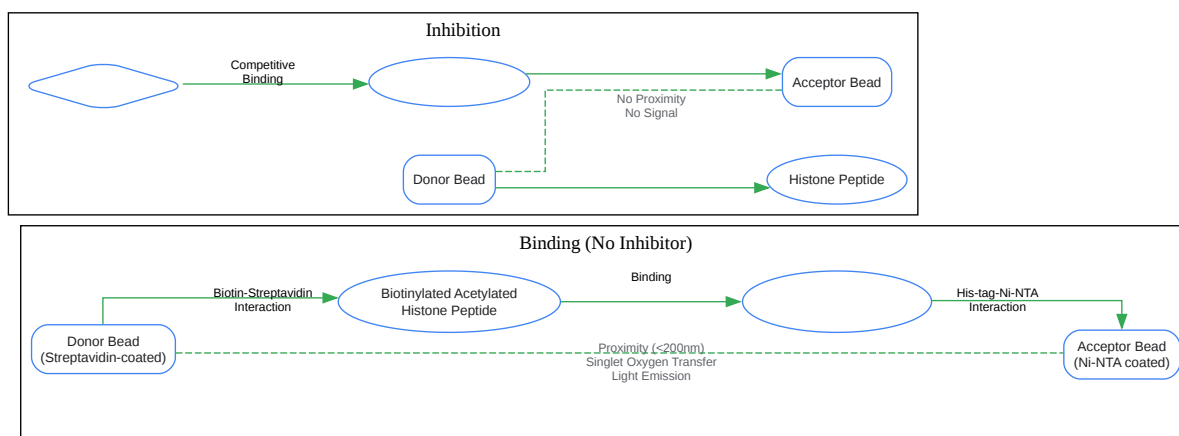 Inhibition
Competitive
Binding
Acceptor Bead
No Proximity
No Signal
Donor Bead
Histone Peptide
Binding (No Inhibitor)
Biotin-Streptavidin
Interaction
Biotinylated Acetylated
Histone Peptide
Binding
His-tag-Ni-NTA
Interaction
Donor Bead
(Streptavidin-coated)
Proximity (<200nm)
Singlet Oxygen Transfer
Light Emission
Acceptor Bead
(Ni-NTA coated)